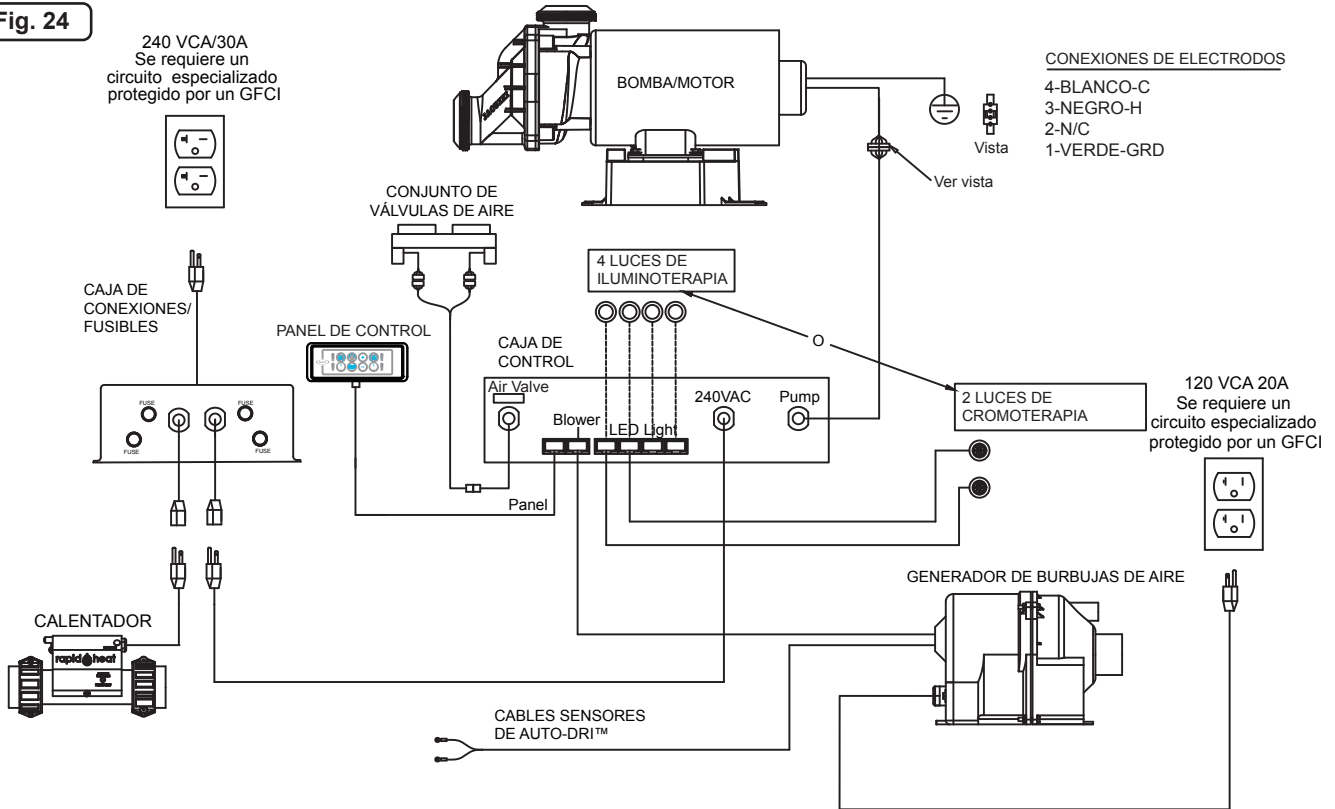 Fig. 24
240 VCA/30A
Se requiere un
circuito especializado
protegido por un GFCI
BOMBA/MOTOR
CONEXIONES DE ELECTRODOS
4-BLANCO-C
3-NEGRO-H
2-N/C
1-VERDE-GRD
Vista
Ver vista
CONJUNTO DE
VÁLVULAS DE AIRE
4 LUCES DE
ILUMINOTERAPIA
CAJA DE
CONEXIONES/
FUSIBLES
PANEL DE CONTROL
CAJA DE
CONTROL
O
Air Valve
240VAC
Pump
Blower
LED Light
Panel
2 LUCES DE
CROMOTERAPIA
120 VCA 20A
Se requiere un
circuito especializado
protegido por un GFCI
FUSE
FUSE
FUSE
FUSE
CALENTADOR
rapid heat
GENERADOR DE BURBUJAS DE AIRE
CABLES SENSORES
DE AUTO-DRI™